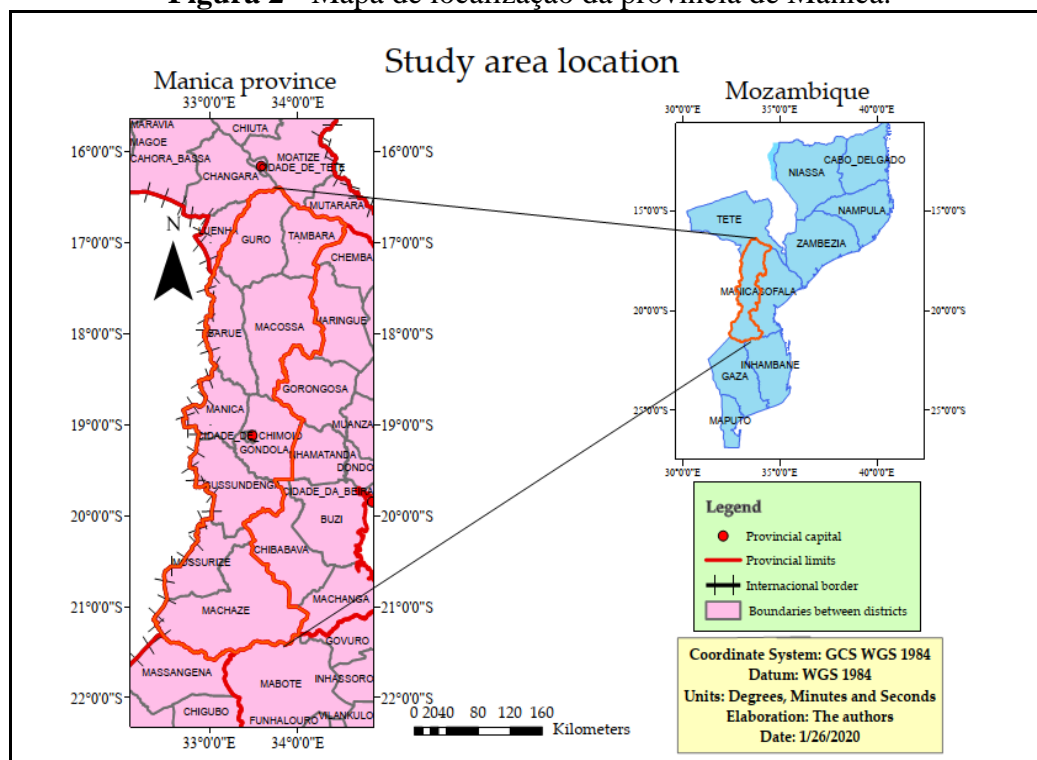 Figura 2 - Mapa de localização da província de Manica.
Study area location
Manica province
33°0'0"E 34°0'0"E
MARAVIA
CHIUTA
MAGOE
CAHORA_BASSA
MOATIZE
16°0'0"S 16°0'0"S
CIDADE_DE_TETE
CHANGARA
MUTARARA
N
GURO
TAMBARA
17°0'0"S 17°0'0"S
CHEMBA
MACOSSA
18°0'0"S 18°0'0"S
GORONGOSA
MANICA
MUANZA
19°0'0"S 19°0'0"S
CIDADE_DE_CHIMOIO
GONDOLA
NHAMATANDA
DONDO
CIDADE_DA_BEIRA
20°0'0"S 20°0'0"S
BUZI
CHIBABAVA
MACHANGA
21°0'0"S 21°0'0"S
MACHAZE
GOVURO
MASSANGENA
MABOTE
INHASSORO
22°0'0"S 22°0'0"S
CHIGUBO
FUNHALOURO
VILANKULO
33°0'0"E 34°0'0"E
0 20 40 80 120 160
Kilometers
Mozambique
30°0'0"E 35°0'0"E 40°0'0"E
CABO_DELGADO
NIASSA
15°0'0"S 15°0'0"S
TETE
NAMPULA
ZAMBEZIA
MANICA SOFALA
20°0'0"S 20°0'0"S
INHAMBANE
GAZA
25°0'0"S 25°0'0"S
MAPUTO
30°0'0"E 35°0'0"E 40°0'0"E
Legend
Provincial capital
Provincial limits
Internacional border
Boundaries between districts
Coordinate System: GCS WGS 1984
Datum: WGS 1984
Units: Degrees, Minutes and Seconds
Elaboration: The authors
Date: 1/26/2020